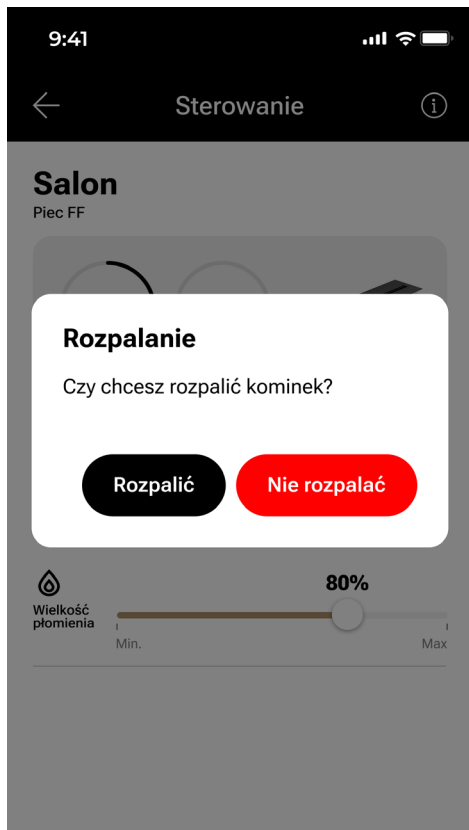 9:41
Sterowanie
Salon
Piec FF
Rozpalanie
Czy chcesz rozpalić kominek?
Rozpalić
Nie rozpalać
80%
Wielkość
płomienia
Min.
Max